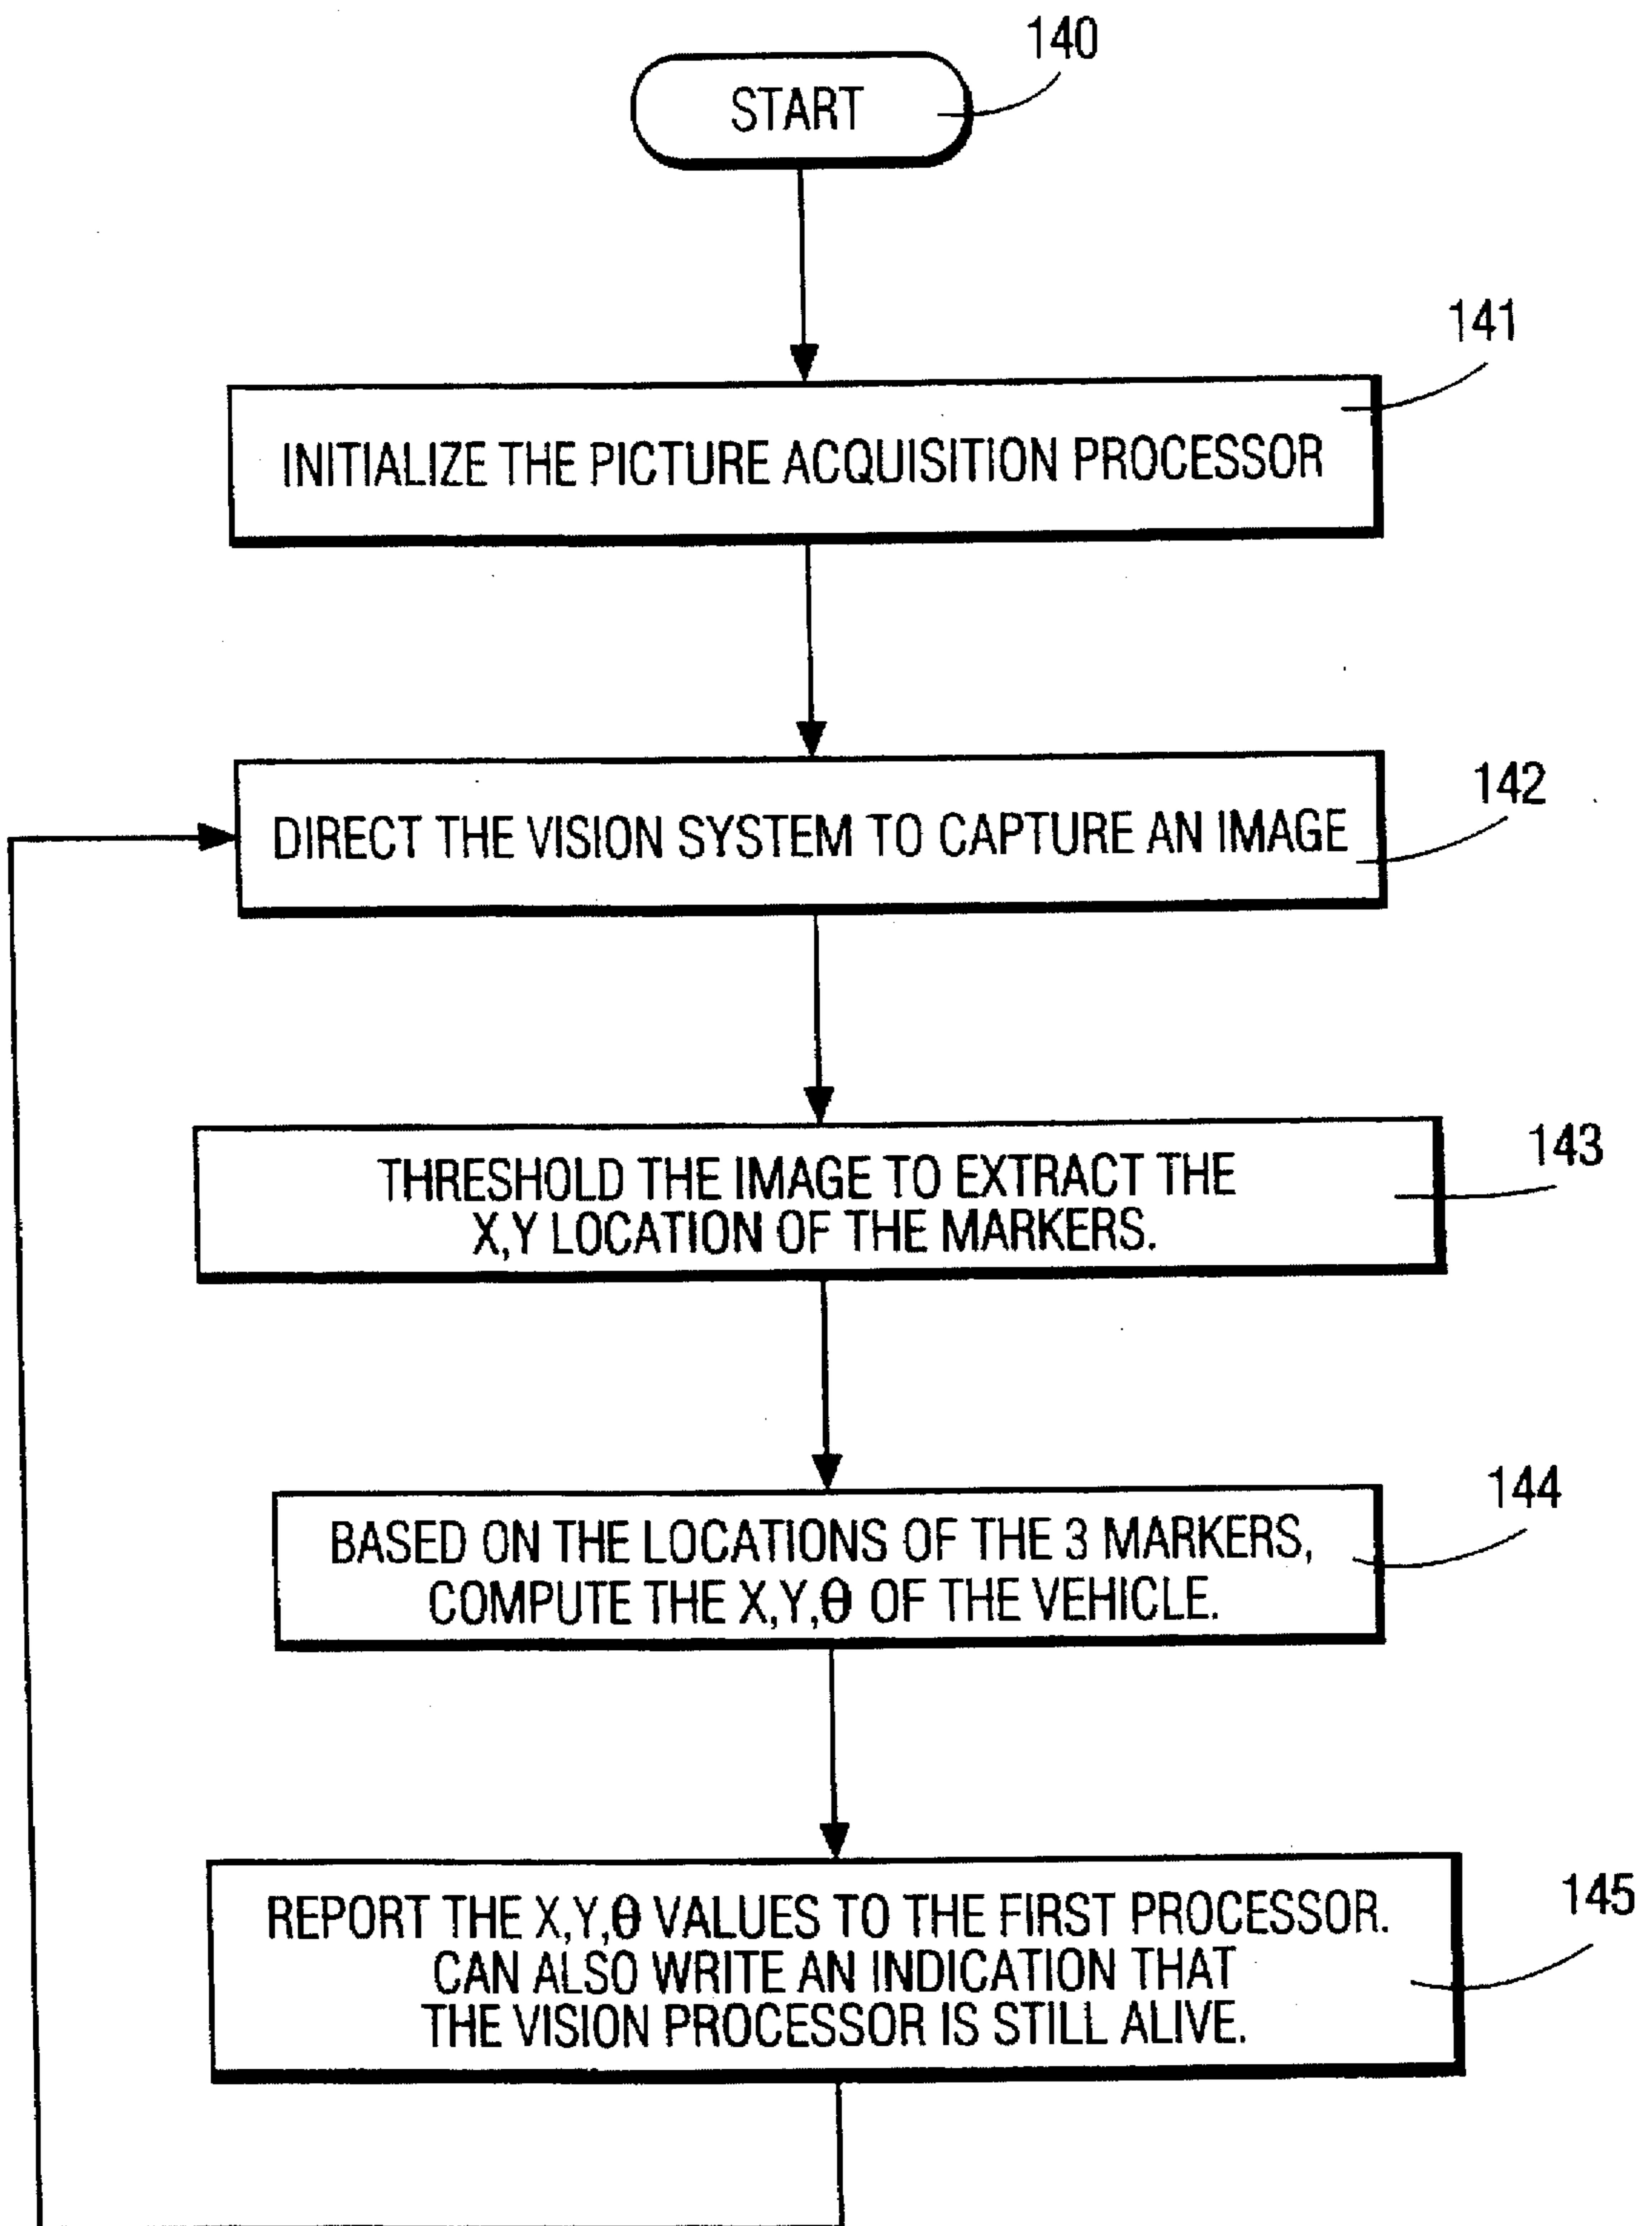 140
START
141
INITIALIZE THE PICTURE ACQUISITION PROCESSOR
142
DIRECT THE VISION SYSTEM TO CAPTURE AN IMAGE
143
THRESHOLD THE IMAGE TO EXTRACT THE
X,Y LOCATION OF THE MARKERS.
144
BASED ON THE LOCATIONS OF THE 3 MARKERS,
COMPUTE THE X,Y,θ OF THE VEHICLE.
145
REPORT THE X,Y,θ VALUES TO THE FIRST PROCESSOR.
CAN ALSO WRITE AN INDICATION THAT
THE VISION PROCESSOR IS STILL ALIVE.